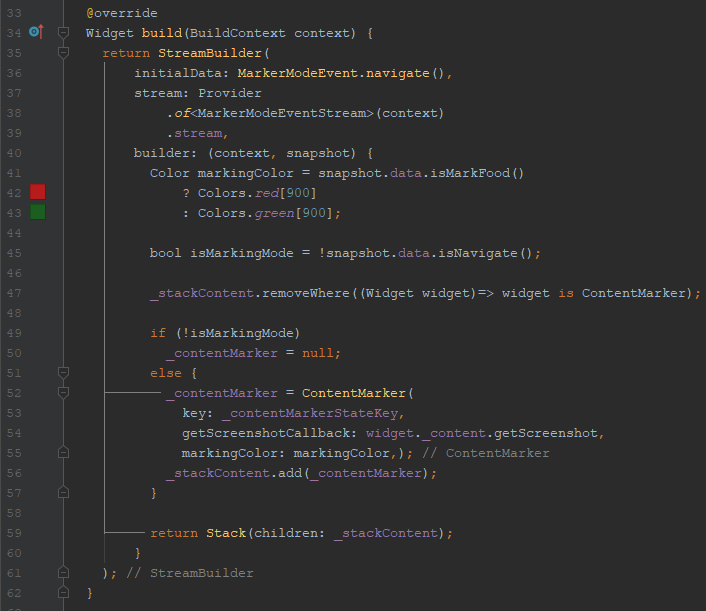 33 @override
34 Widget build(BuildContext context) {
35 return StreamBuilder(
36 initialData: MarkerModeEvent.navigate(),
37 stream: Provider
38 .of<MarkerModeEventStream>(context)
39 .stream,
40 builder: (context, snapshot) {
41 Color markingColor = snapshot.data.isMarkFood()
42 ? Colors.red[900]
43 : Colors.green[900];
44
45 bool isMarkingMode = !snapshot.data.isNavigate();
46
47 _stackContent.removeWhere((Widget widget)=> widget is ContentMarker);
48
49 if (!isMarkingMode)
50 _contentMarker = null;
51 else {
52 _contentMarker = ContentMarker(
53 key: _contentMarkerStateKey,
54 getScreenshotCallback: widget._content.getScreenshot,
55 markingColor: markingColor,); // ContentMarker
56 _stackContent.add(_contentMarker);
57 }
58
59 return Stack(children: _stackContent);
60 }
61 ); // StreamBuilder
62 }